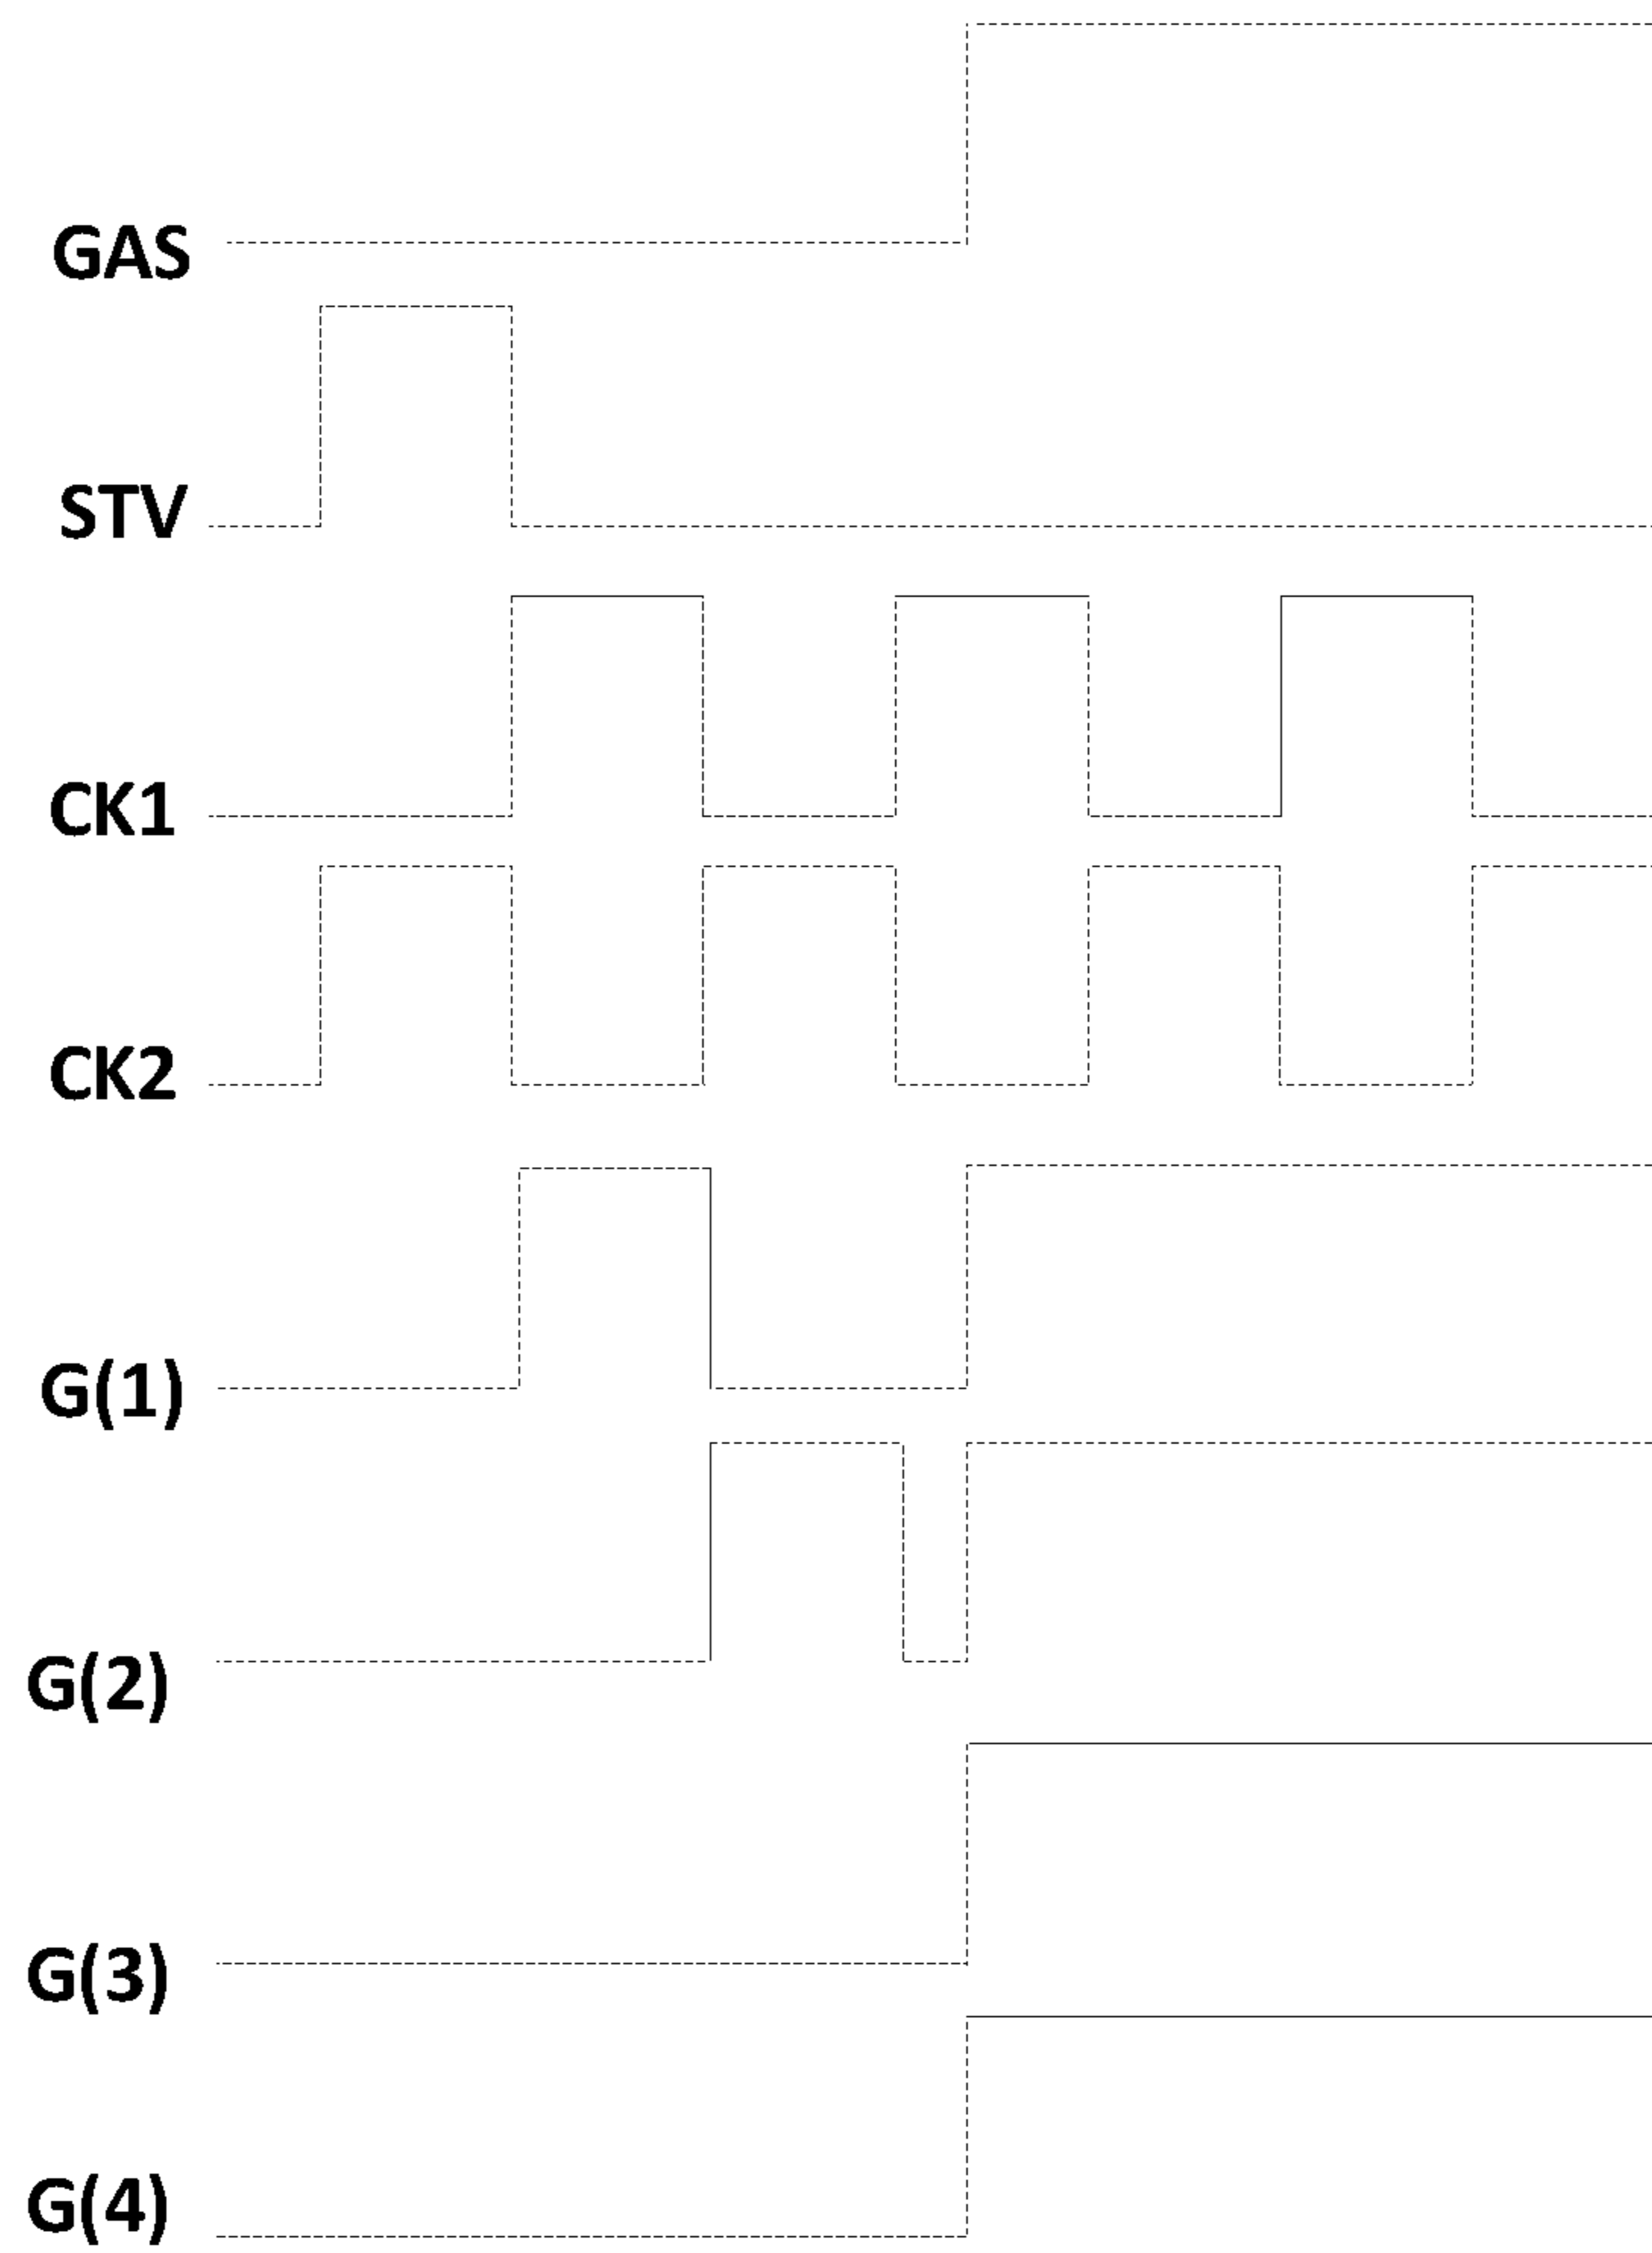 GAS
STV
CK1
CK2
G(1)
G(2)
G(3)
G(4)